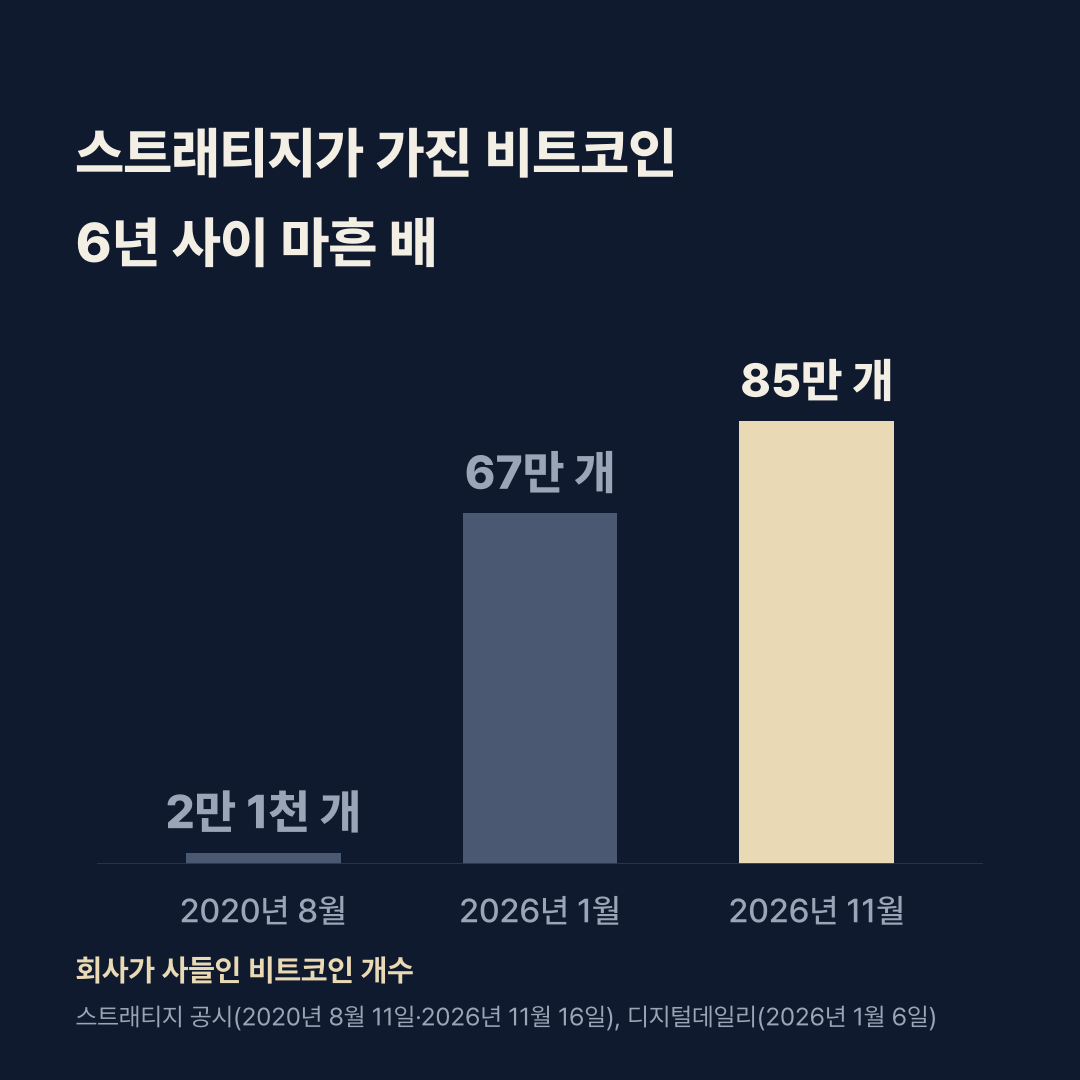 스트래티지가 가진 비트코인
6년 사이 마흔 배
85만 개
67만 개
2만 1천 개
2020년 8월
2026년 1월
2026년 11월
회사가 사들인 비트코인 개수
스트래티지 공시(2020년 8월 11일·2026년 11월 16일), 디지털데일리(2026년 1월 6일)